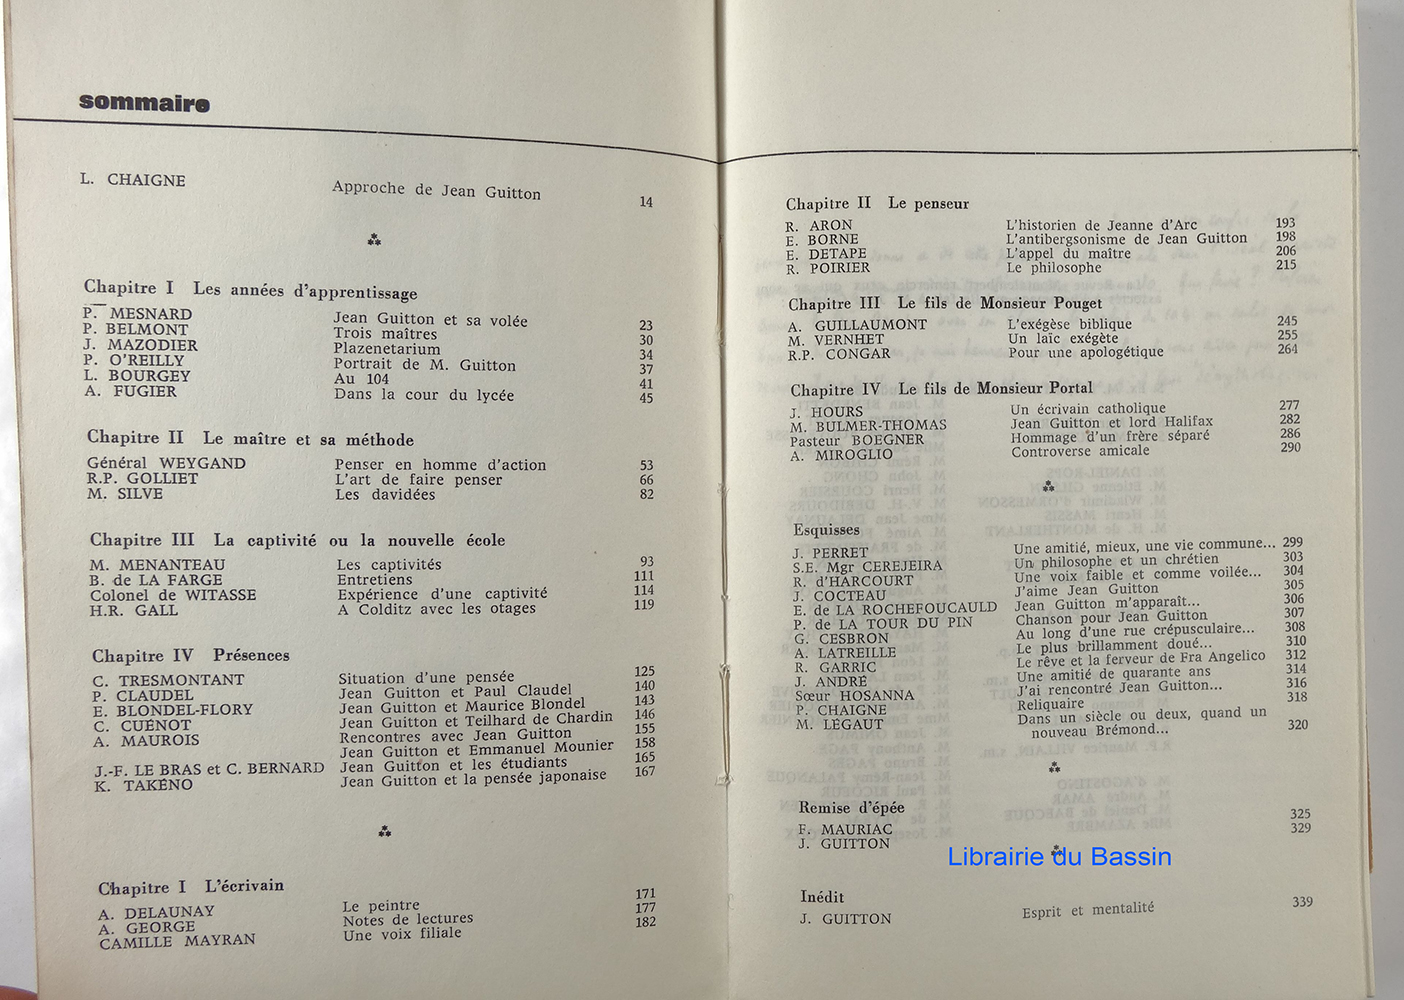 sommaire
L. CHAIGNE Approche de Jean Guitton 14
Chapitre I Les années d'apprentissage
P. MESNARD Jean Guitton et sa volée 23
P. BELMONT Trois maîtres 30
J. MAZODIER Plazenetarium 34
P. O'REILLY Portrait de M. Guitton 37
L. BOURGEY Au 104 41
A. FUGIER Dans la cour du lycée 45
Chapitre II Le maître et sa méthode
Général WEYGAND Penser en homme d'action 53
R.P. GOLLIET L'art de faire penser 66
M. SILVE Les davidées 82
Chapitre III La captivité ou la nouvelle école
M. MENANTEAU Les captivités 93
B. de LA FARGE Entretiens 111
Colonel de WITASSE Expérience d'une captivité 114
H.R. GALL A Colditz avec les otages 119
Chapitre IV Présences
C. TRESMONTANT Situation d'une pensée 125
P. CLAUDEL Jean Guitton et Paul Claudel 140
E. BLONDEL-FLORY Jean Guitton et Maurice Blondel 143
C. CUÉNOT Jean Guitton et Teilhard de Chardin 146
A. MAUROIS Rencontres avec Jean Guitton 155
Jean Guitton et Emmanuel Mounier 158
J.-F. LE BRAS et C. BERNARD Jean Guitton et les étudiants 165
K. TAKÉNO Jean Guitton et la pensée japonaise 167
Chapitre I L'écrivain
A. DELAUNAY Le peintre 171
A. GEORGE Notes de lectures 177
CAMILLE MAYRAN Une voix filiale 182
Chapitre II Le penseur
R. ARON L'historien de Jeanne d'Arc 193
E. BORNE L'antibergsonisme de Jean Guitton 198
E. DETAPE L'appel du maître 206
R. POIRIER Le philosophe 215
Chapitre III Le fils de Monsieur Pouget
A. GUILLAUMONT L'exégèse biblique 245
M. VERNHET Un laïc exégète 255
R.P. CONGAR Pour une apologétique 264
Chapitre IV Le fils de Monsieur Portal
J. HOURS Un écrivain catholique 277
M. BULMER-THOMAS Jean Guitton et lord Halifax 282
Pasteur BOEGNER Hommage d'un frère séparé 286
A. MIROGLIO Controverse amicale 290
Esquisses
J. PERRET Une amitié, mieux, une vie commune... 299
S.E. Mgr CEREJEIRA Un philosophe et un chrétien 303
R. d'HARCOURT Une voix faible et comme voilée... 304
J. COCTEAU J'aime Jean Guitton 305
E. de LA ROCHEFOUCAULD Jean Guitton m'apparaît... 306
P. de LA TOUR DU PIN Chanson pour Jean Guitton 307
G. CESBRON Au long d'une rue crépusculaire... 308
A. LATREILLE Le plus brillamment doué... 310
R. GARRIC Le rêve et la ferveur de Fra Angelico 312
J. ANDRÉ Une amitié de quarante ans 314
Sœur HOSANNA J'ai rencontré Jean Guitton... 316
P. CHAIGNE Reliquaire 318
M. LÉGAUT Dans un siècle ou deux, quand un
nouveau Brémond... 320
Remise d'épée
F. MAURIAC 325
J. GUITTON 329
Librairie du Bassin
Inédit
J. GUITTON Esprit et mentalité 339